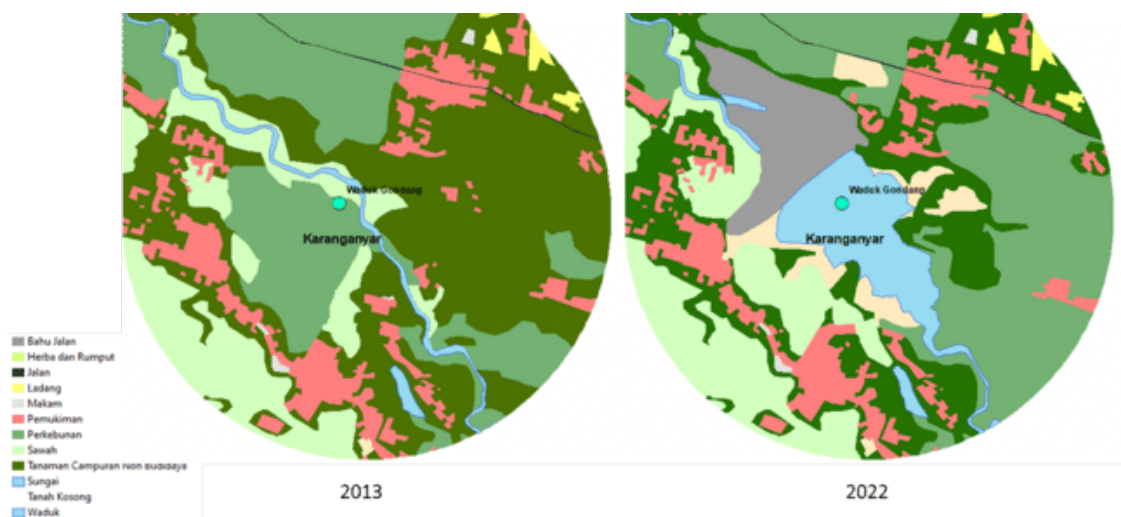 Waduk Gondang
Karanganyar
Waduk Gondang
Karanganyar
Bahu Jalan
Herba dan Rumput
Jalan
Ladang
Makam
Pemukiman
Perkebunan
Sawah
Tanaman Campuran Non Budidaya
Sungai
Tanah Kosong
Waduk
2013
2022